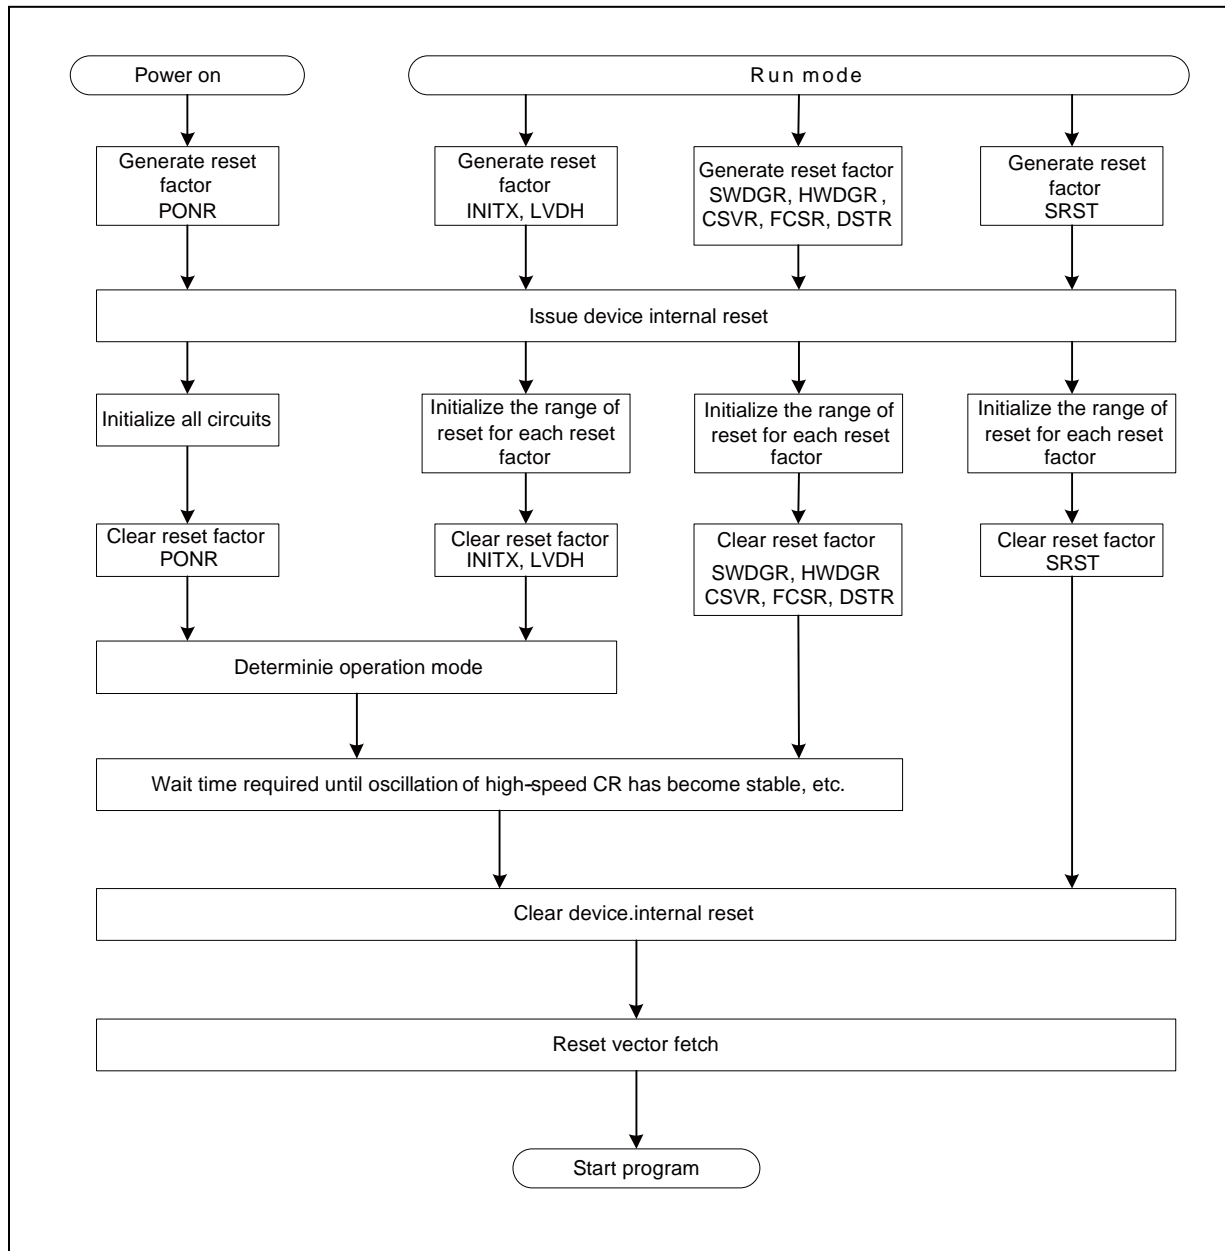 Power on
Run mode
Generate reset
factor
PONR
Generate reset
factor
INITX, LVDH
Generate reset factor
SWDGR, HWDGR ,
CSVR, FCSR, DSTR
Generate reset
factor
SRST
Issue device internal reset
Initialize all circuits
Initialize the range of
reset for each reset
factor
Initialize the range of
reset for each reset
factor
Initialize the range of
reset for each reset
factor
Clear reset factor
PONR
Clear reset factor
INITX, LVDH
Clear reset factor
SWDGR, HWDGR
CSVR, FCSR, DSTR
Clear reset factor
SRST
Determinie operation mode
Wait time required until oscillation of high-speed CR has become stable, etc.
Clear device.internal reset
Reset vector fetch
Start program